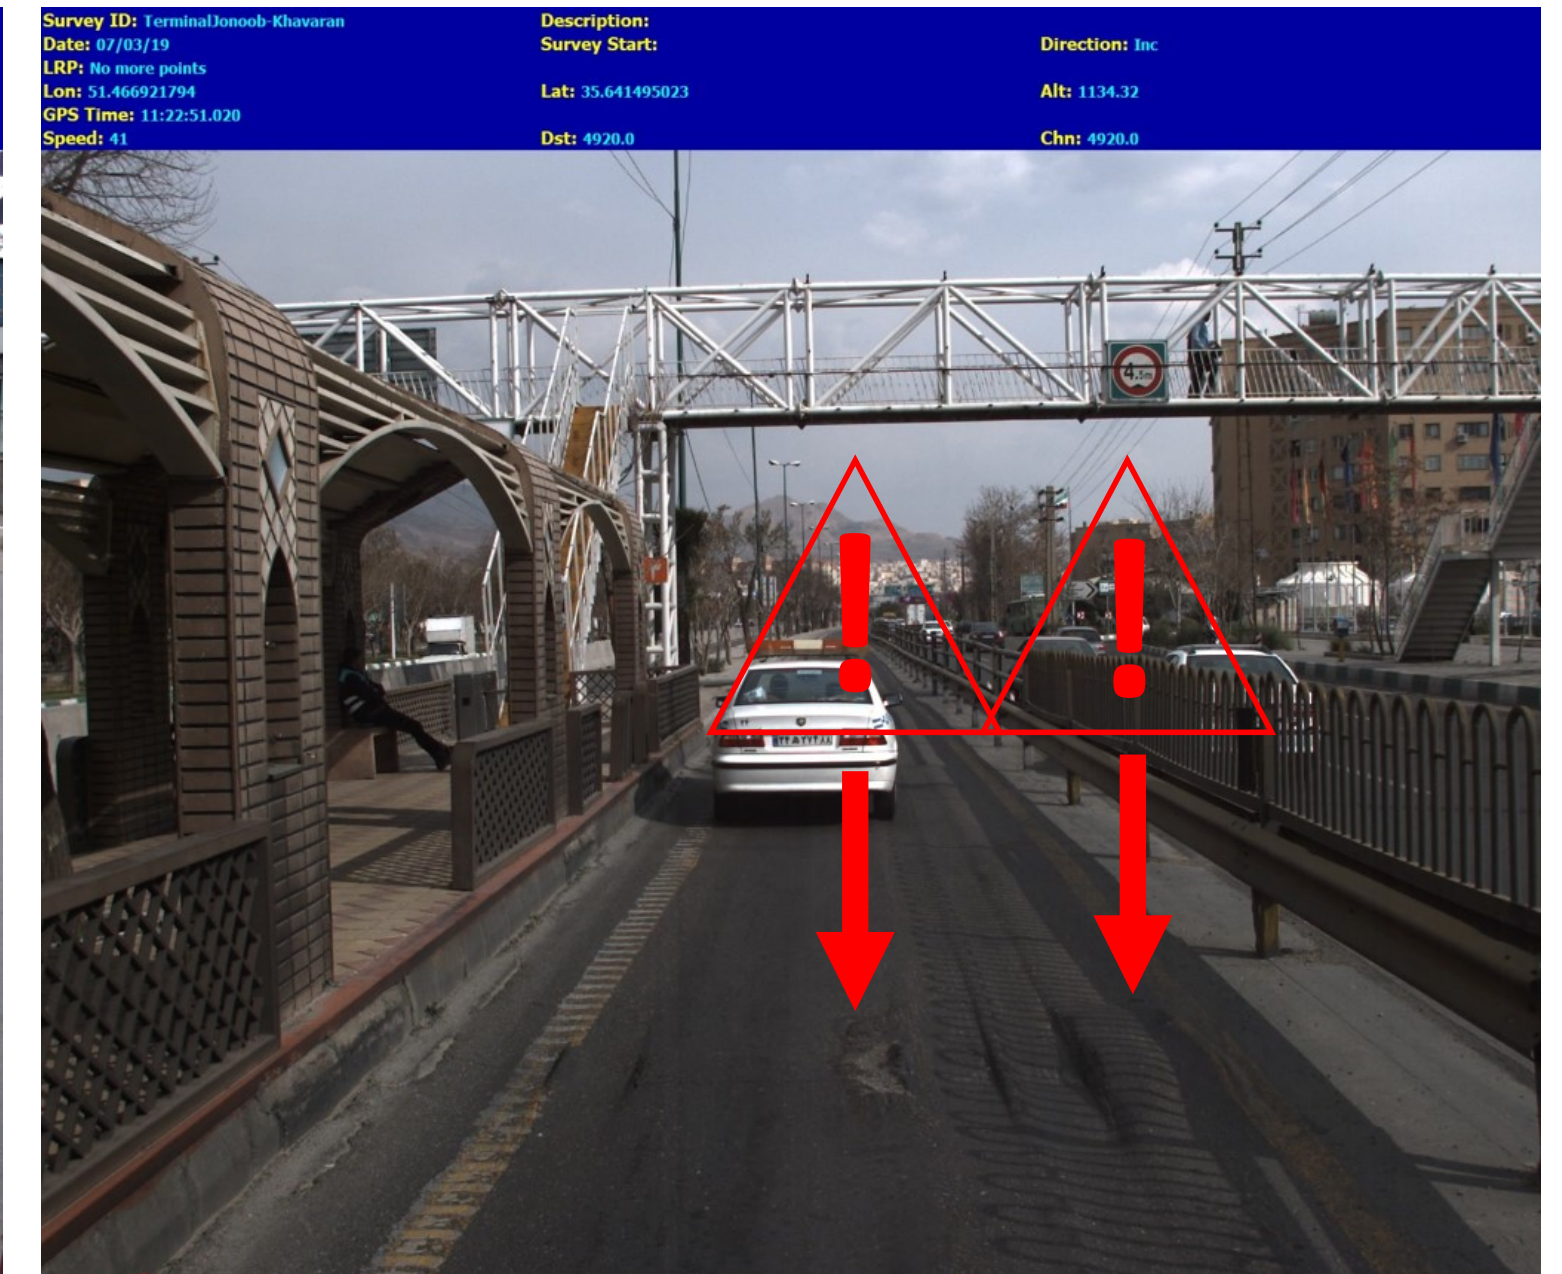 Survey ID: TerminalJonoob-Khavaran
Description:
Date: 07/03/19
Survey Start:
Direction: Inc
LRP: No more points
Lon: 51.466921794
Lat: 35.641495023
Alt: 1134.32
GPS Time: 11:22:51.020
Speed: 41
Dst: 4920.0
Chn: 4920.0
4.5m
!
!